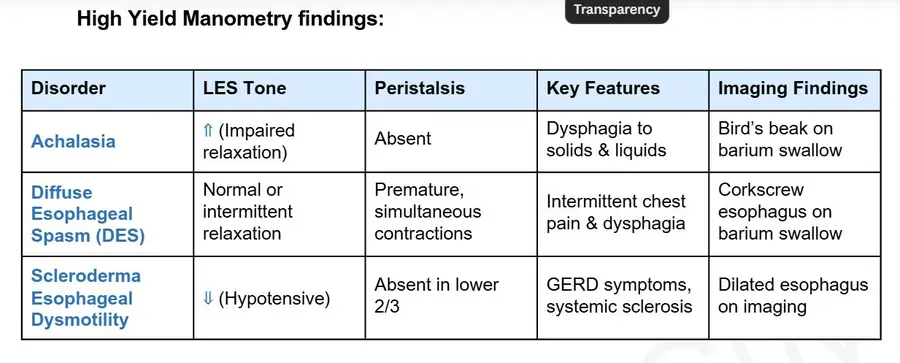 High Yield Manometry findings:
Transparency
Disorder
LES Tone
Peristalsis
Key Features
Imaging Findings
Achalasia
⇑ (Impaired
relaxation)
Absent
Dysphagia to
solids & liquids
Bird's beak on
barium swallow
Diffuse
Esophageal
Spasm (DES)
Normal or
intermittent
relaxation
Premature,
simultaneous
contractions
Intermittent chest
pain & dysphagia
Corkscrew
esophagus on
barium swallow
Scleroderma
Esophageal
Dysmotility
⇓ (Hypotensive)
Absent in lower
2/3
GERD symptoms,
systemic sclerosis
Dilated esophagus
on imaging